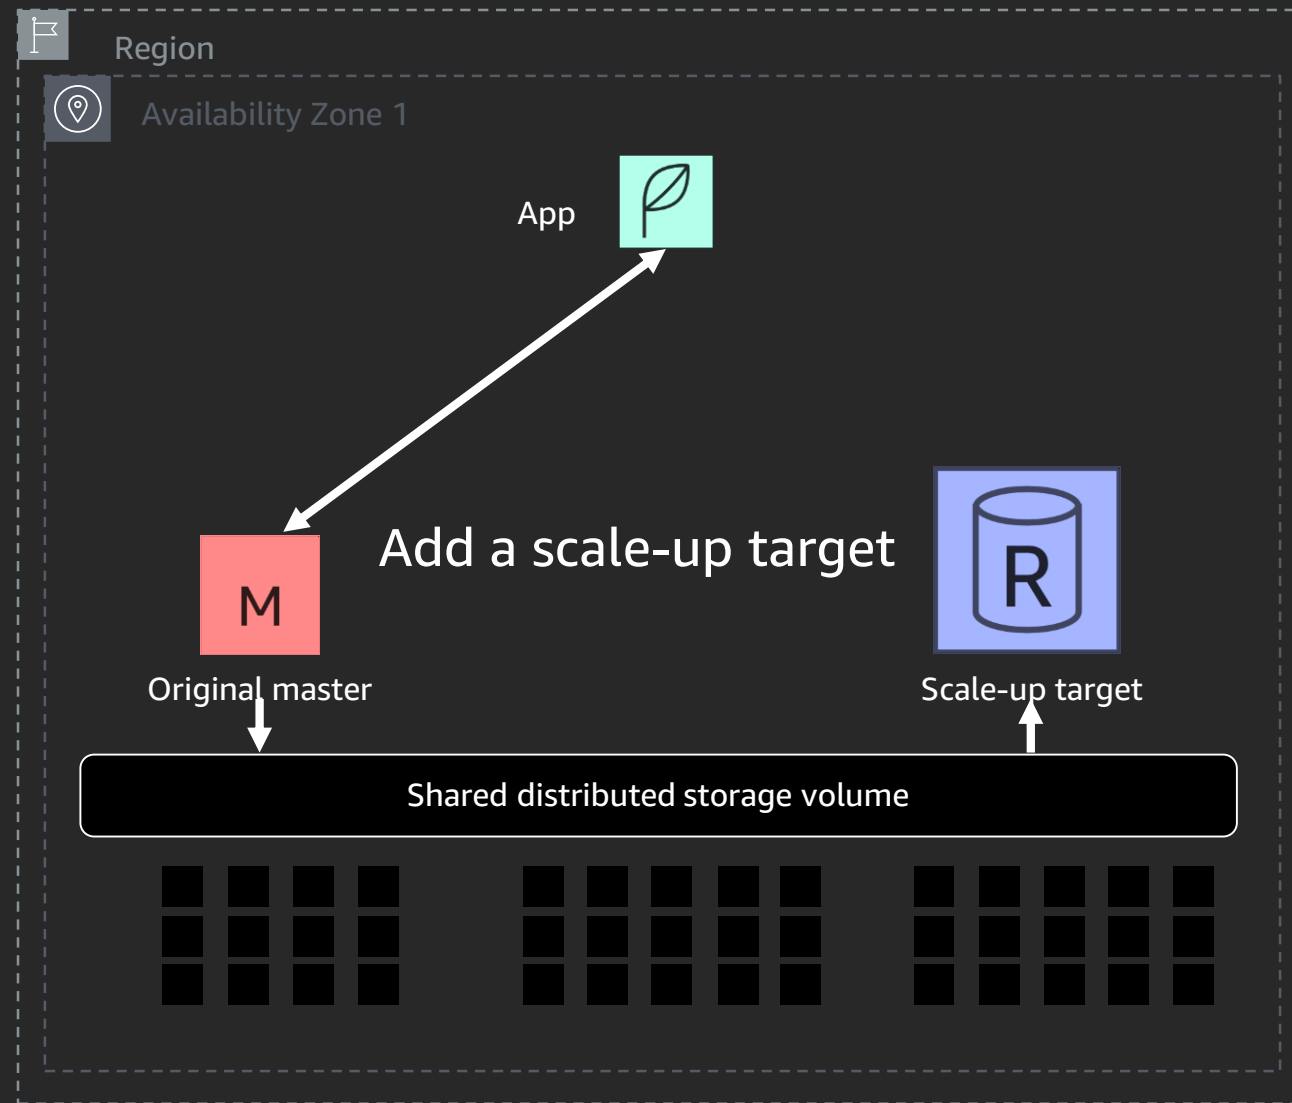 Region
Availability Zone 1
App
Add a scale-up target
M
R
Original master
Scale-up target
Shared distributed storage volume